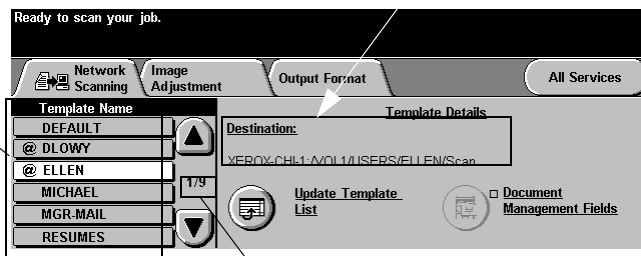 Ready to scan your job.
Network Scanning
Image Adjustment
Output Format
All Services
Template Name
DEFAULT
@ DLOWY
@ ELLEN
MICHAEL
MGR-MAIL
RESUMES
1/9
Template Details
Destination:
XEROX-CHI-1:/VOL1/USERS/ELLEN/Scan
Update Template
List
Document
Management Fields